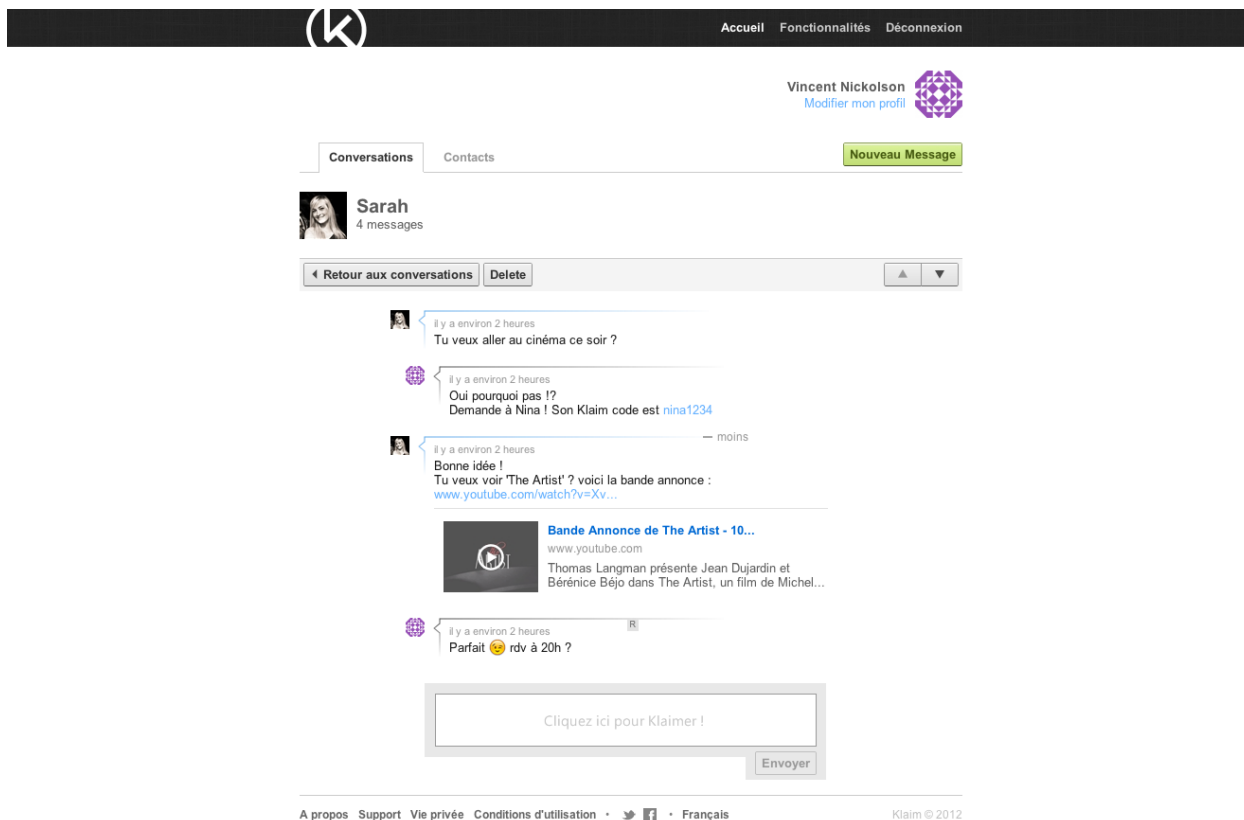 Accueil Fonctionnalités Déconnexion
Vincent Nickolson
Modifier mon profil
Conversations Contacts Nouveau Message
Sarah
4 messages
Retour aux conversations Delete
il y a environ 2 heures
Tu veux aller au cinéma ce soir ?
il y a environ 2 heures
Oui pourquoi pas !?
Demande à Nina ! Son Klaim code est nina1234
— moins
il y a environ 2 heures
Bonne idée !
Tu veux voir 'The Artist' ? voici la bande annonce :
www.youtube.com/watch?v=Xv...
Bande Annonce de The Artist - 10...
www.youtube.com
Thomas Langman présente Jean Dujardin et
Bérénice Béjo dans The Artist, un film de Michel...
R
il y a environ 2 heures
Parfait 😉 rdv à 20h ?
Cliquez ici pour Klaimer !
Envoyer
A propos Support Vie privée Conditions d'utilisation • • Français Klaim © 2012